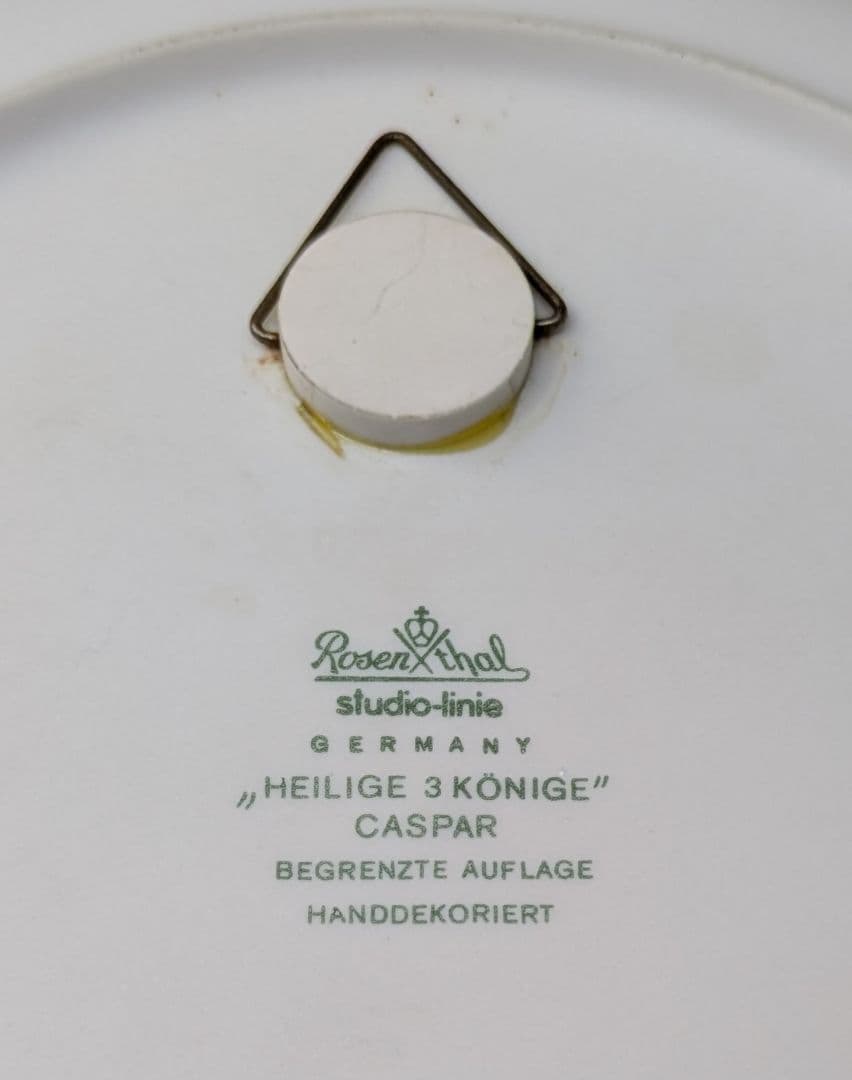 Rosenthal
studio-linie
GERMANY
„HEILIGE 3 KÖNIGE”
CASPAR
BEGRENZTE AUFLAGE
HANDDEKORIERT